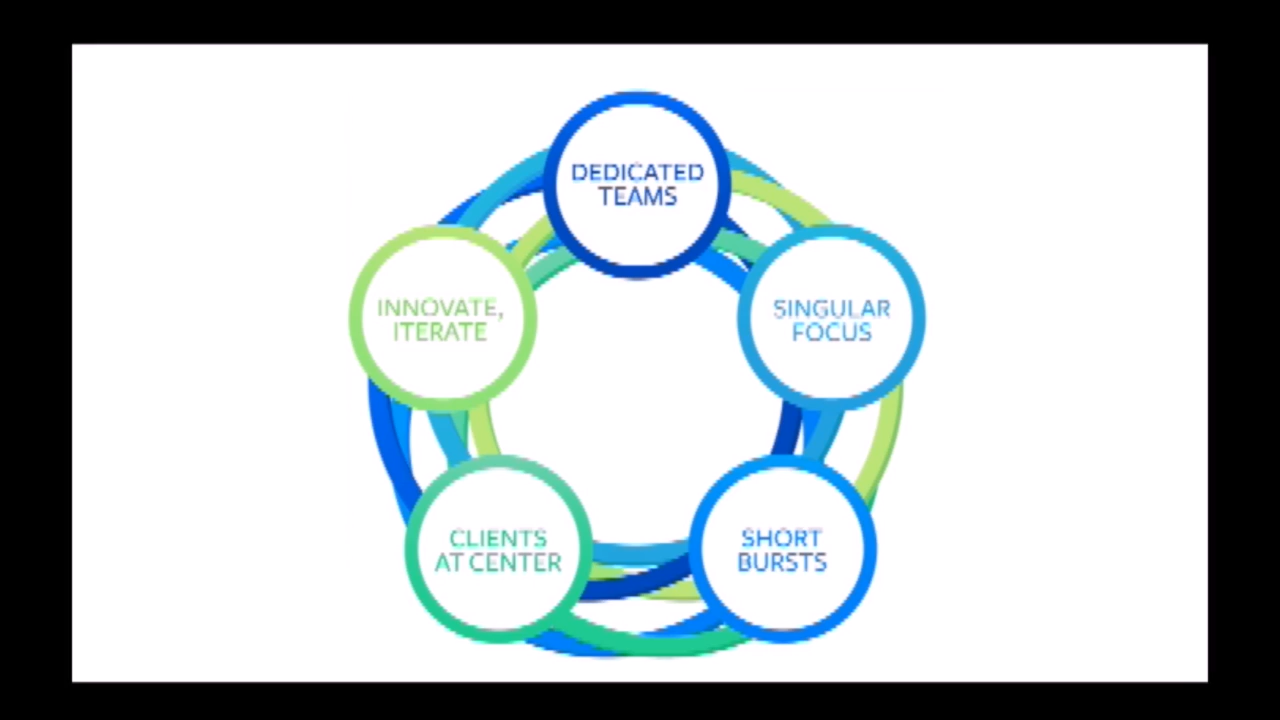 DEDICATED
TEAMS
INNOVATE,
ITERATE
SINGULAR
FOCUS
CLIENTS
AT CENTER
SHORT
BURSTS